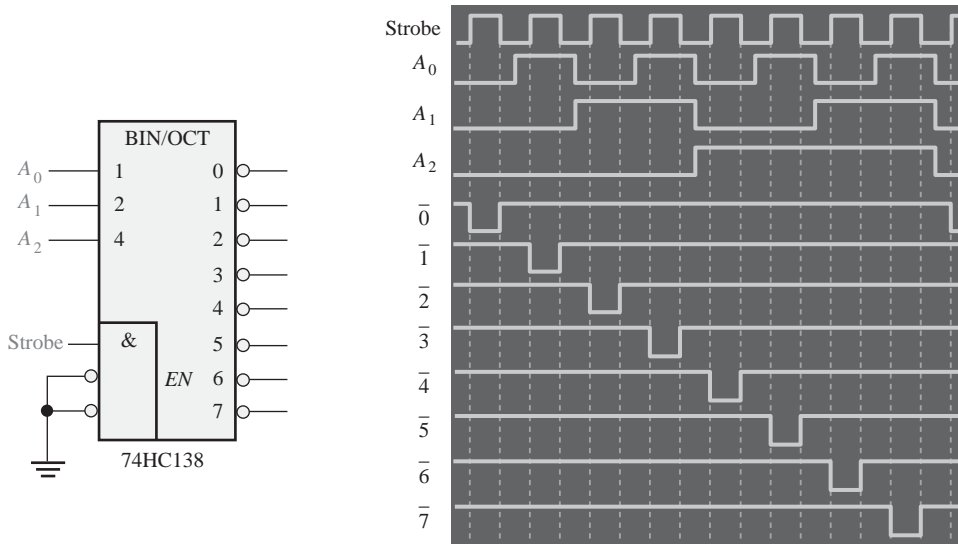 BIN/OCT
A0 1 0
A1 2 1
A2 4 2
3
4
Strobe & 5
EN 6
7
74HC138
Strobe
A0
A1
A2
0̅
1̅
2̅
3̅
4̅
5̅
6̅
7̅